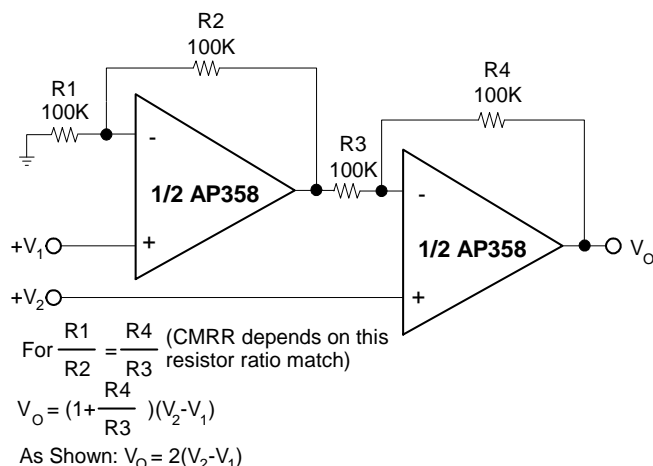 R2
100K
R1
100K
R4
100K
R3
100K
-
+
1/2 AP358
-
+
1/2 AP358
+V1
+V2
VO
For R1/R2 = R4/R3 (CMRR depends on this
resistor ratio match)
VO = (1+R4/R3)(V2-V1)
As Shown: VO = 2(V2-V1)